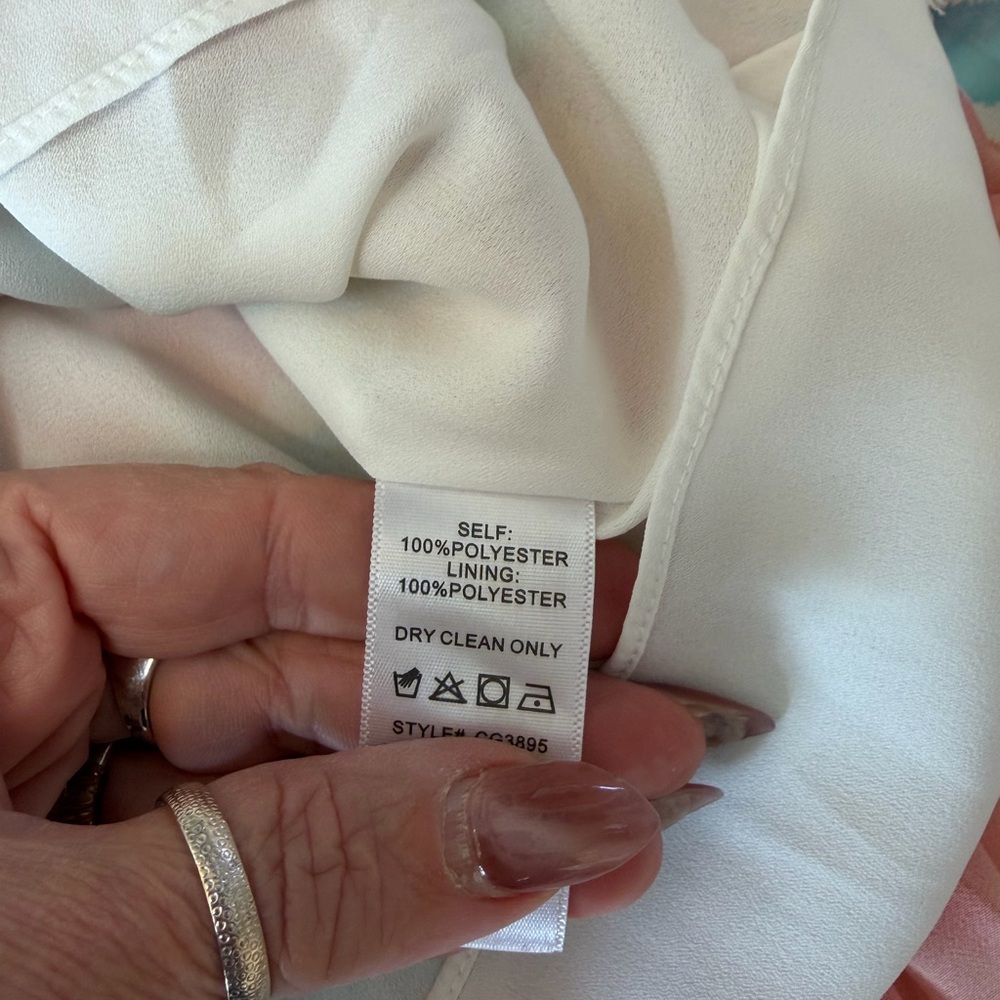 SELF:
100%POLYESTER
LINING:
100%POLYESTER
DRY CLEAN ONLY
STYLE# CG3895